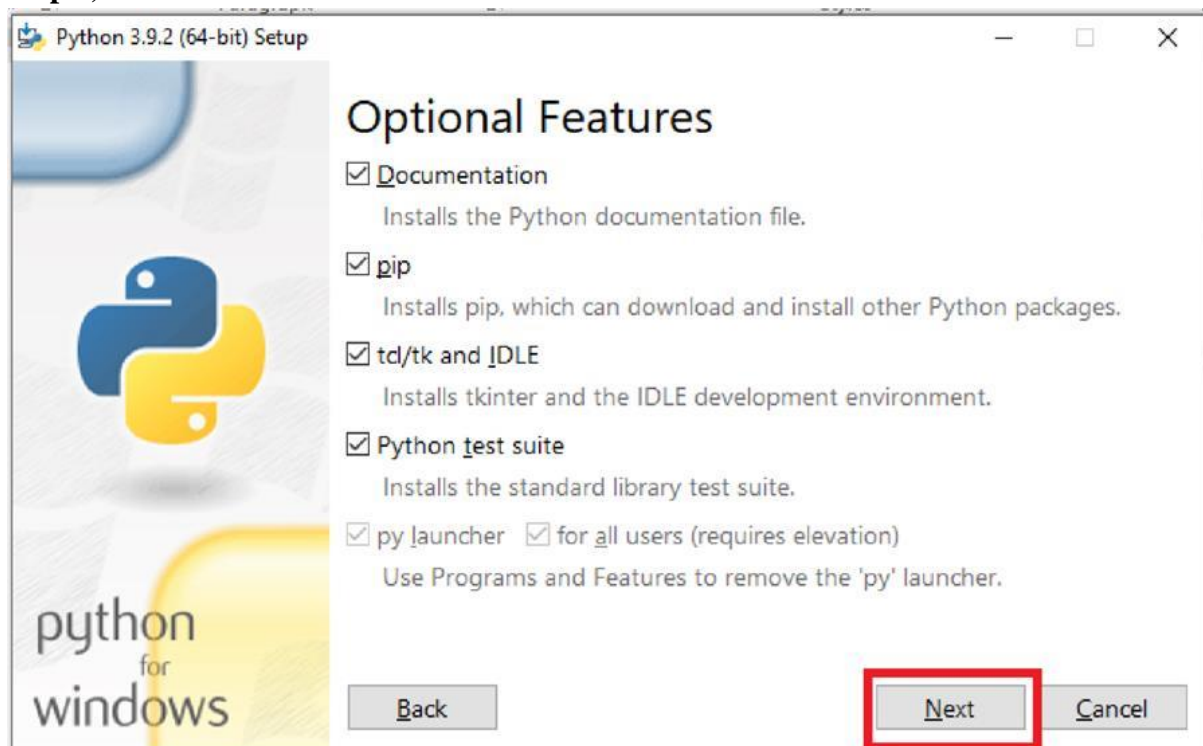 Python 3.9.2 (64-bit) Setup
Optional Features
Documentation
Installs the Python documentation file.
pip
Installs pip, which can download and install other Python packages.
tcl/tk and IDLE
Installs tkinter and the IDLE development environment.
Python test suite
Installs the standard library test suite.
py launcher for all users (requires elevation)
Use Programs and Features to remove the 'py' launcher.
python
for
windows
Back Next Cancel